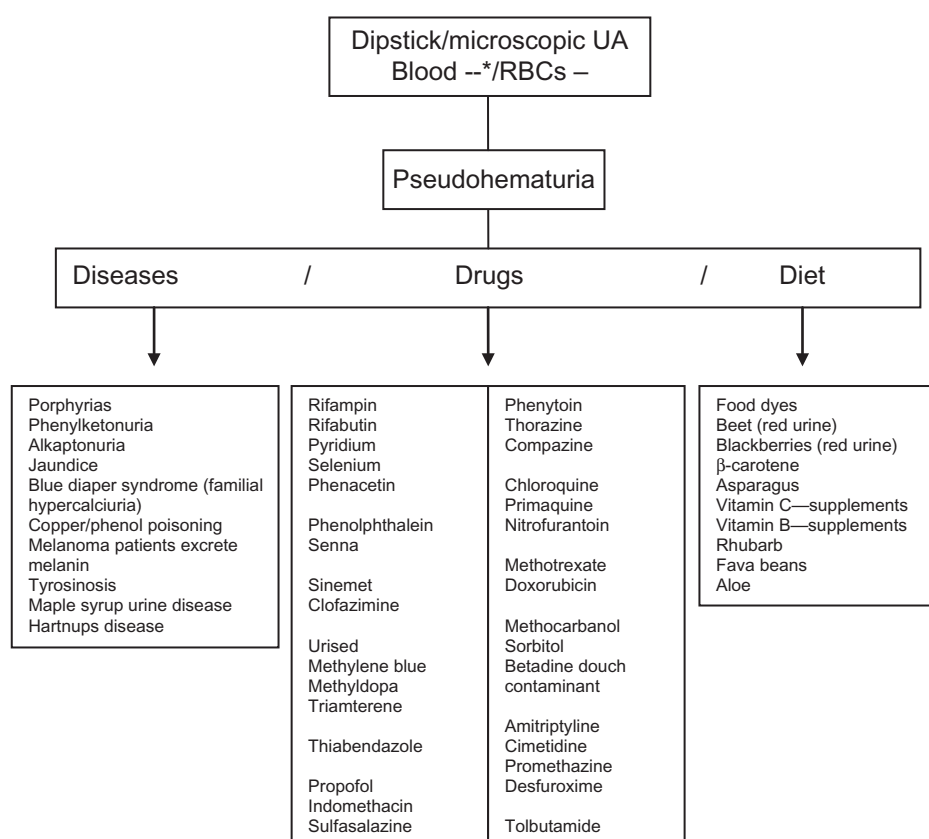 Dipstick/microscopic UA
Blood --*/RBCs –
Pseudohematuria
Diseases / Drugs / Diet
Porphyrias
Phenylketonuria
Alkaptonuria
Jaundice
Blue diaper syndrome (familial
hypercalciuria)
Copper/phenol poisoning
Melanoma patients excrete
melanin
Tyrosinosis
Maple syrup urine disease
Hartnups disease
Rifampin
Rifabutin
Pyridium
Selenium
Phenacetin
Phenolphthalein
Senna
Sinemet
Clofazimine
Urised
Methylene blue
Methyldopa
Triamterene
Thiabendazole
Propofol
Indomethacin
Sulfasalazine
Phenytoin
Thorazine
Compazine
Chloroquine
Primaquine
Nitrofurantoin
Methotrexate
Doxorubicin
Methocarbanol
Sorbitol
Betadine douch
contaminant
Amitriptyline
Cimetidine
Promethazine
Desfuroxime
Tolbutamide
Food dyes
Beet (red urine)
Blackberries (red urine)
β-carotene
Asparagus
Vitamin C—supplements
Vitamin B—supplements
Rhubarb
Fava beans
Aloe